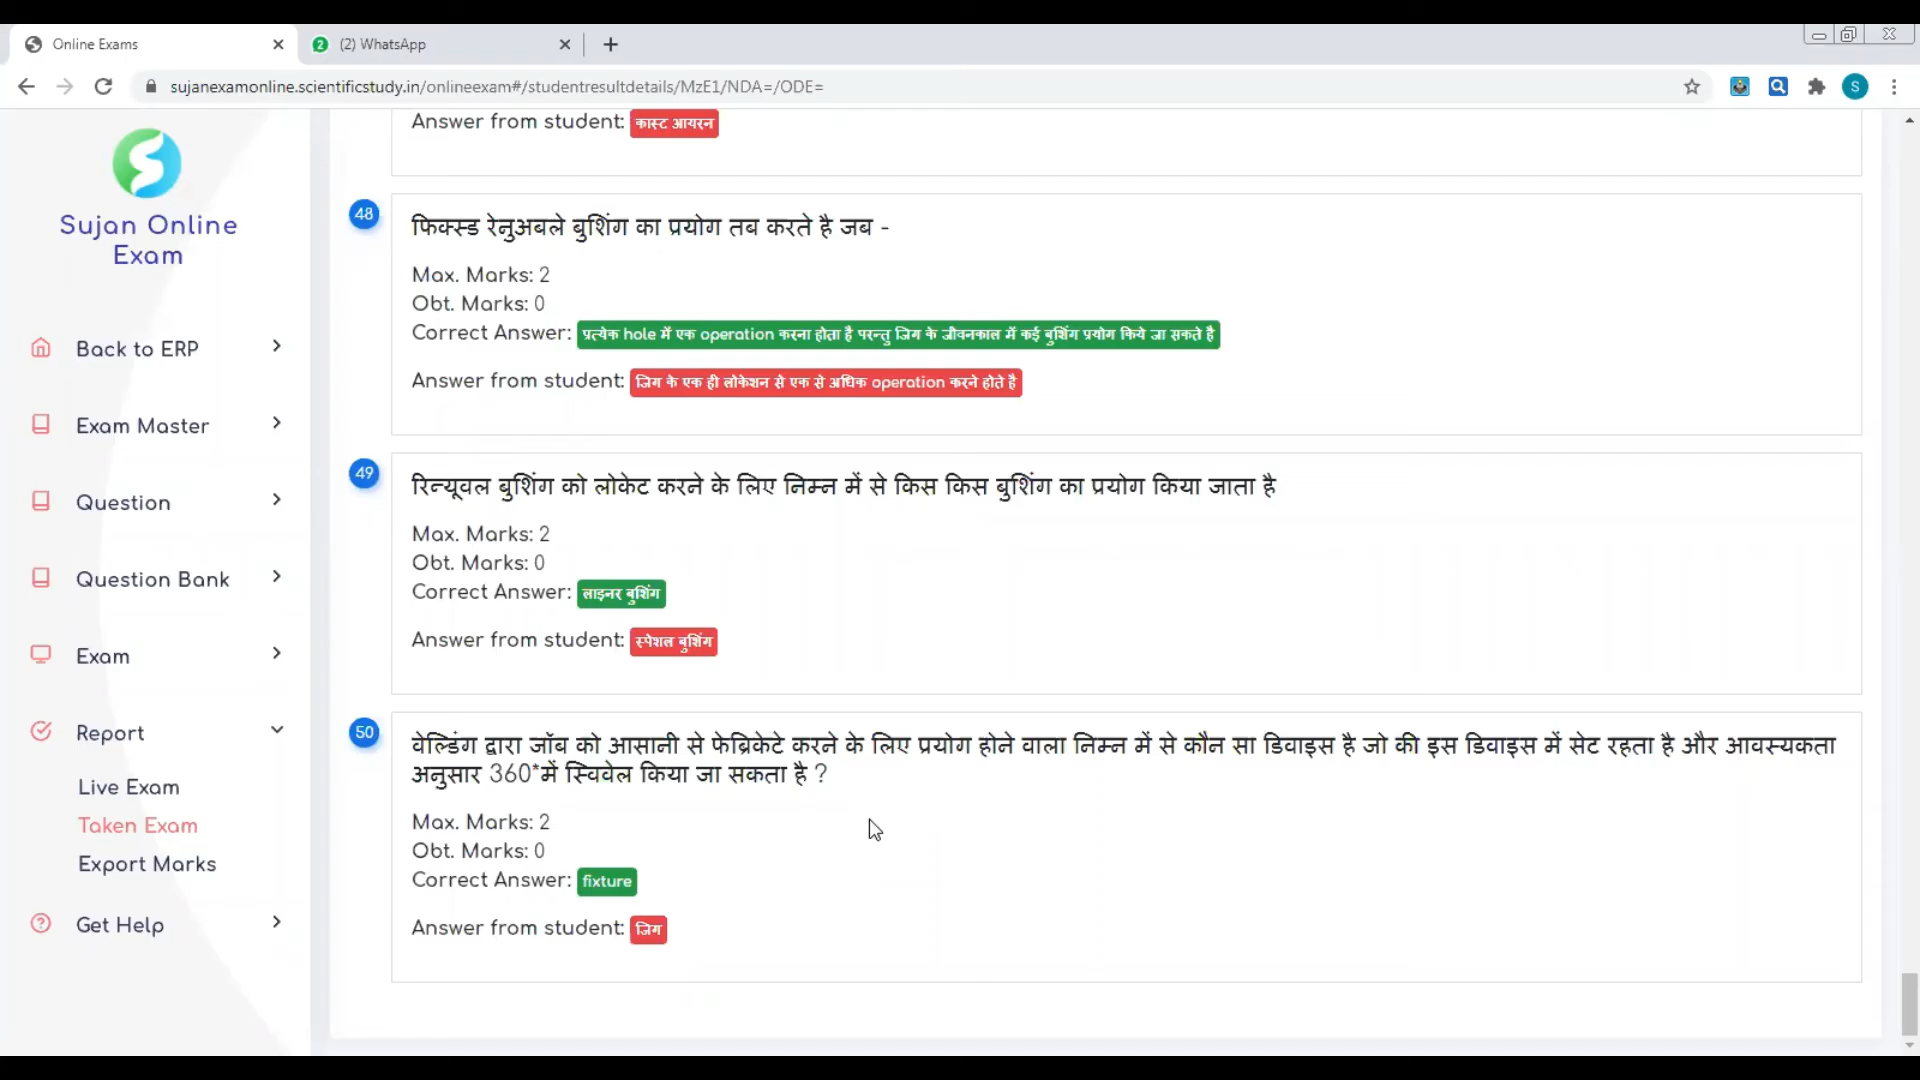 Online Exams
2
(2) WhatsApp
sujanexamonline.scientificstudy.in/onlineexam#/studentresultdetails/MzE1/NDA=/ODE=
S
Sujan Online
Exam
Back to ERP
Exam Master
Question
Question Bank
Exam
Report
Live Exam
Taken Exam
Export Marks
Get Help
Answer from student: कास्ट आयरन
48
फिक्स्ड रेनुअबले बुशिंग का प्रयोग तब करते है जब -
Max. Marks: 2
Obt. Marks: 0
Correct Answer: प्रत्येक hole में एक operation करना होता है परन्तु जिग के जीवनकाल में कई बुशिंग प्रयोग किये जा सकते है
Answer from student: जिग के एक ही लोकेशन से एक से अधिक operation करने होते है
49
रिन्यूवल बुशिंग को लोकेट करने के लिए निम्न में से किस किस बुशिंग का प्रयोग किया जाता है
Max. Marks: 2
Obt. Marks: 0
Correct Answer: लाइनर बुशिंग
Answer from student: स्पेशल बुशिंग
50
वेल्डिंग द्वारा जॉब को आसानी से फेब्रिकेटे करने के लिए प्रयोग होने वाला निम्न में से कौन सा डिवाइस है जो की इस डिवाइस में सेट रहता है और आवस्यकता
अनुसार 360*में स्विवेल किया जा सकता है ?
Max. Marks: 2
Obt. Marks: 0
Correct Answer: fixture
Answer from student: जिग